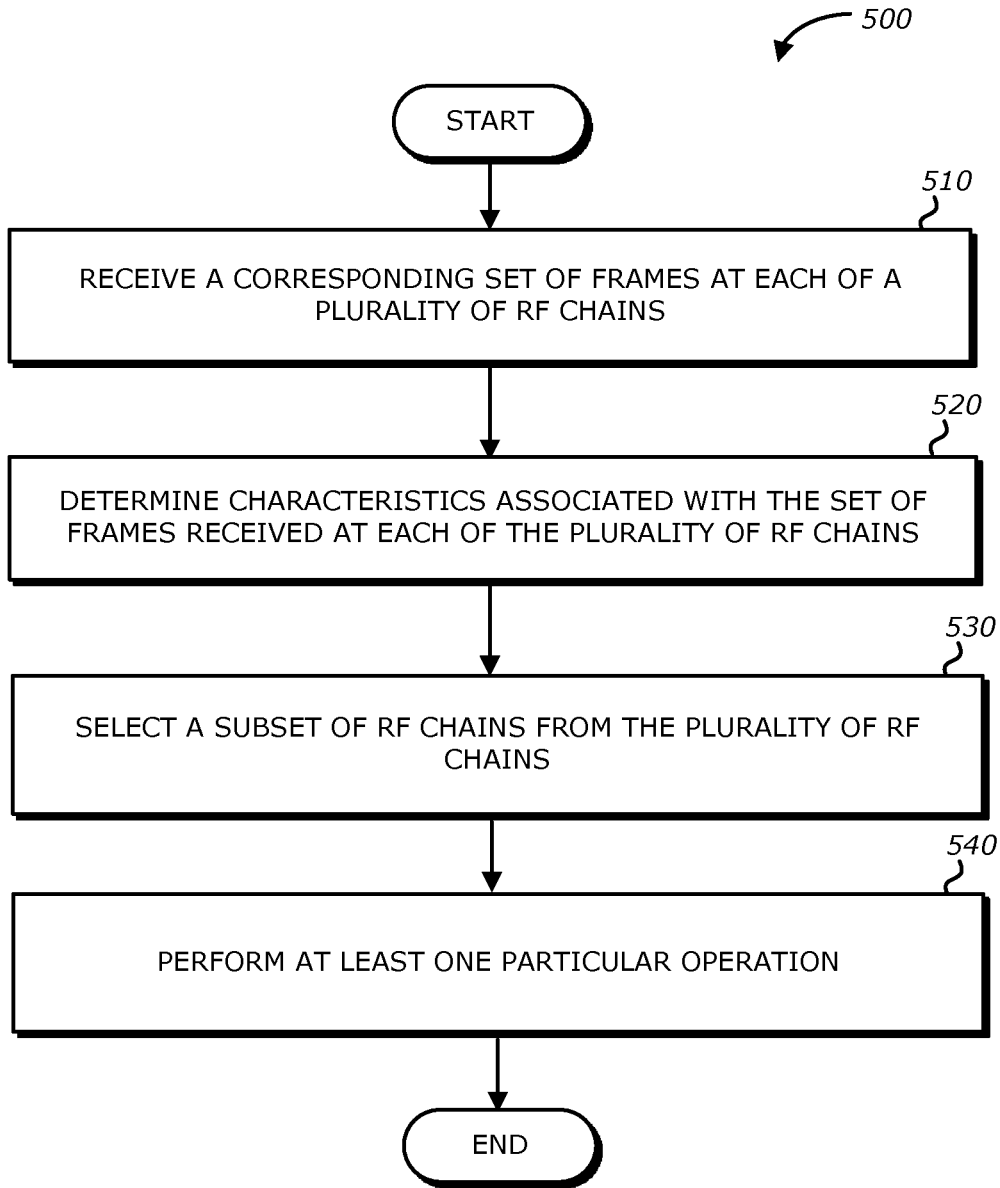 500
START
510
RECEIVE A CORRESPONDING SET OF FRAMES AT EACH OF A
PLURALITY OF RF CHAINS
520
DETERMINE CHARACTERISTICS ASSOCIATED WITH THE SET OF
FRAMES RECEIVED AT EACH OF THE PLURALITY OF RF CHAINS
530
SELECT A SUBSET OF RF CHAINS FROM THE PLURALITY OF RF
CHAINS
540
PERFORM AT LEAST ONE PARTICULAR OPERATION
END